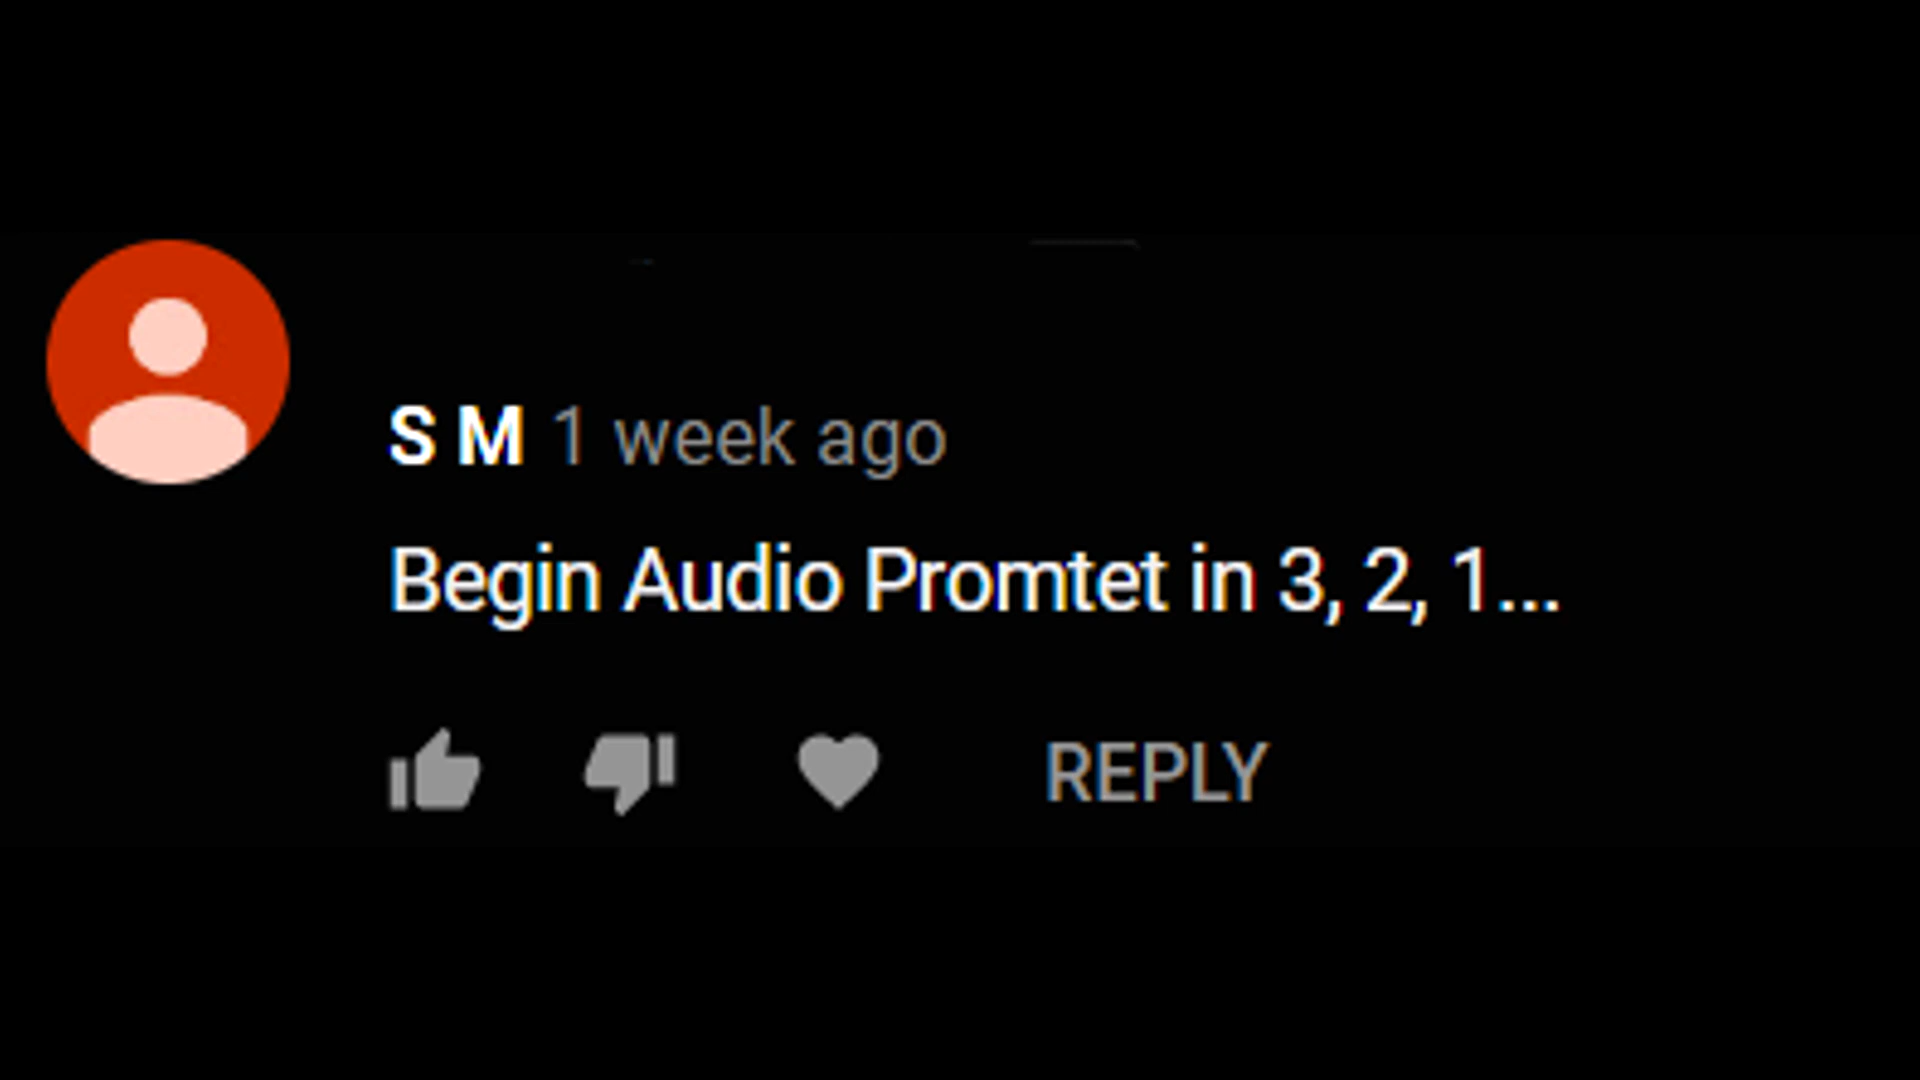 S M 1 week ago
Begin Audio Promtet in 3, 2, 1...
REPLY